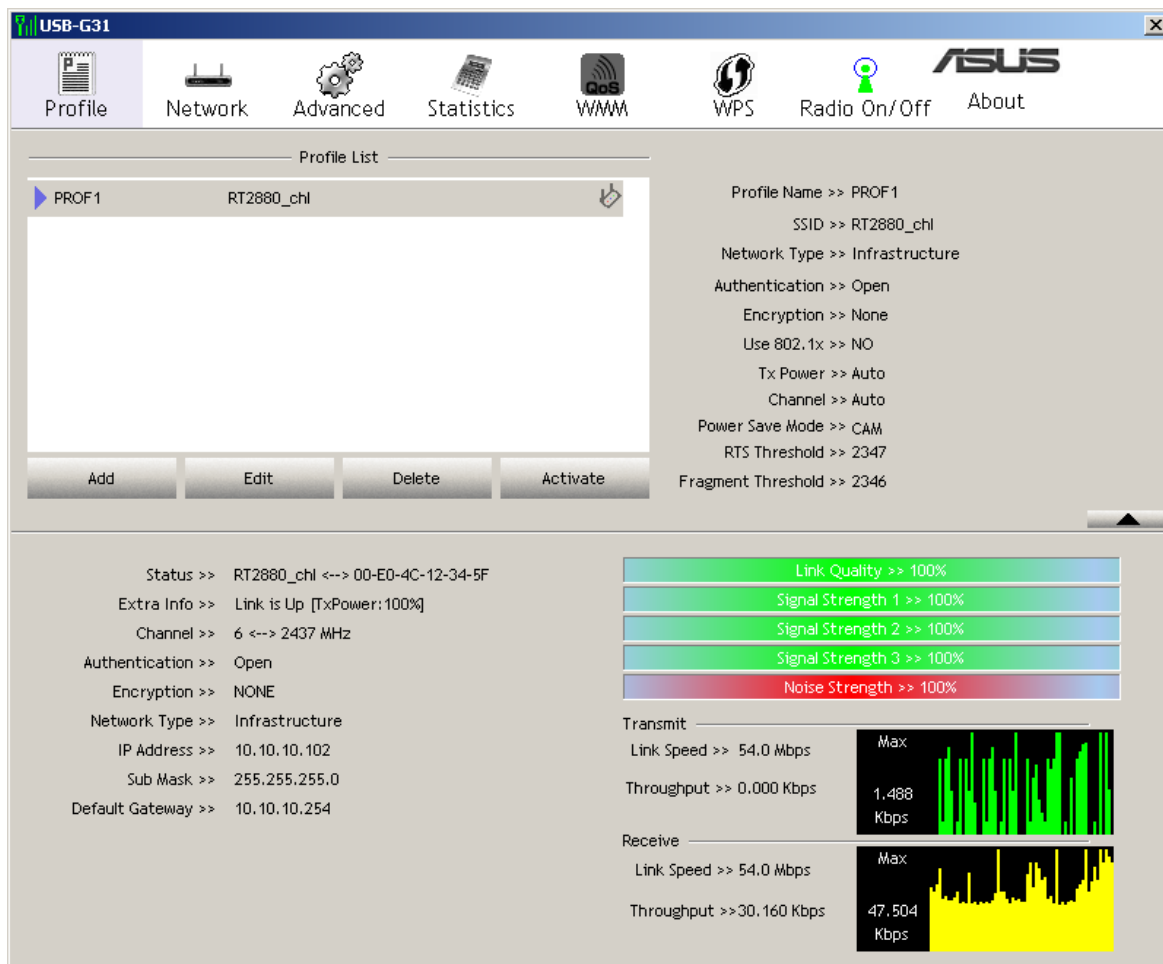 USB-G31
Profile
Network
Advanced
Statistics
QoS
WMM
WPS
Radio On/Off
ASUS
About
Profile List
PROF1 RT2880_chl
Add
Edit
Delete
Activate
Profile Name >> PROF1
SSID >> RT2880_chl
Network Type >> Infrastructure
Authentication >> Open
Encryption >> None
Use 802.1x >> NO
Tx Power >> Auto
Channel >> Auto
Power Save Mode >> CAM
RTS Threshold >> 2347
Fragment Threshold >> 2346
Status >> RT2880_chl <--> 00-E0-4C-12-34-5F
Extra Info >> Link is Up [TxPower:100%]
Channel >> 6 <--> 2437 MHz
Authentication >> Open
Encryption >> NONE
Network Type >> Infrastructure
IP Address >> 10.10.10.102
Sub Mask >> 255.255.255.0
Default Gateway >> 10.10.10.254
Link Quality >> 100%
Signal Strength 1 >> 100%
Signal Strength 2 >> 100%
Signal Strength 3 >> 100%
Noise Strength >> 100%
Transmit
Link Speed >> 54.0 Mbps
Throughput >> 0.000 Kbps
Max
1.488
Kbps
Receive
Link Speed >> 54.0 Mbps
Throughput >>30.160 Kbps
Max
47.504
Kbps